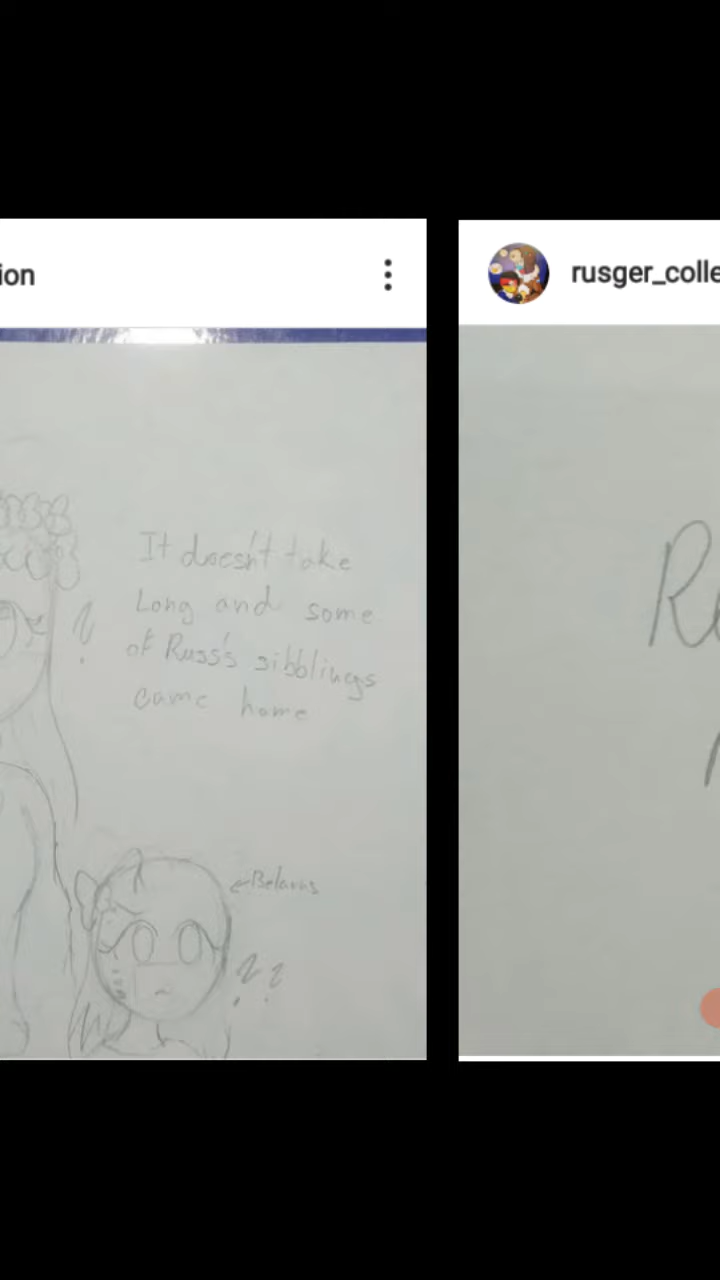 ion
It doesn't take
Long and some
of Russ's sibblings
came home
←Belarus
??
rusger_colle
R